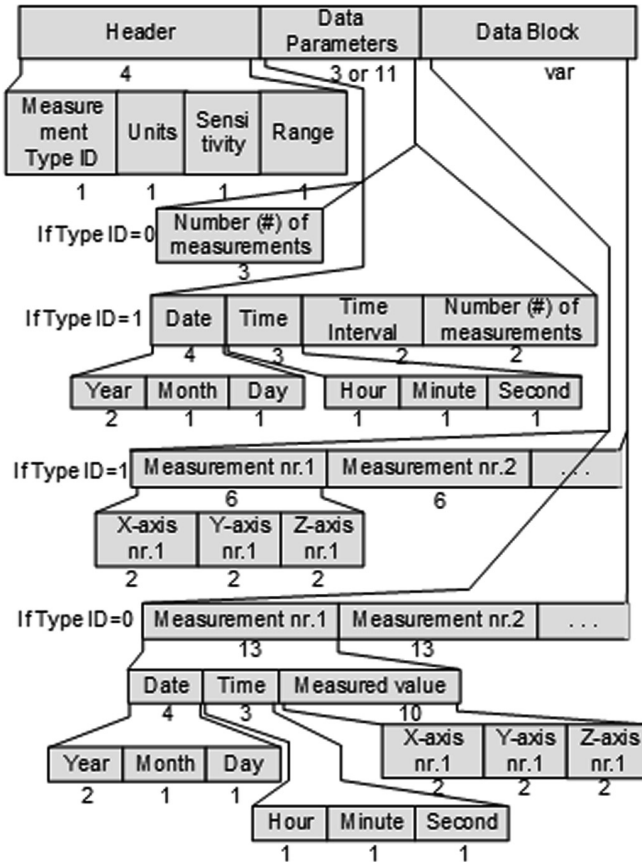 Header
Data Parameters
Data Block
4
3 or 11
var
Measure
ment
Type ID
Units
Sensi
tivity
Range
1 1 1 1
If Type ID=0
Number (#) of
measurements
3
If Type ID=1
Date
Time
Time
Interval
Number (#) of
measurements
4 3 2 2
Year Month Day
Hour Minute Second
2 1 1
1 1 1
If Type ID=1
Measurement nr.1
Measurement nr.2
. . .
6 6
X-axis
nr.1
Y-axis
nr.1
Z-axis
nr.1
2 2 2
If Type ID=0
Measurement nr.1
Measurement nr.2
. . .
13 13
Date Time Measured value
4 3 10
X-axis
nr.1
Y-axis
nr.1
Z-axis
nr.1
2 2 2
Year Month Day
2 1 1
Hour Minute Second
1 1 1